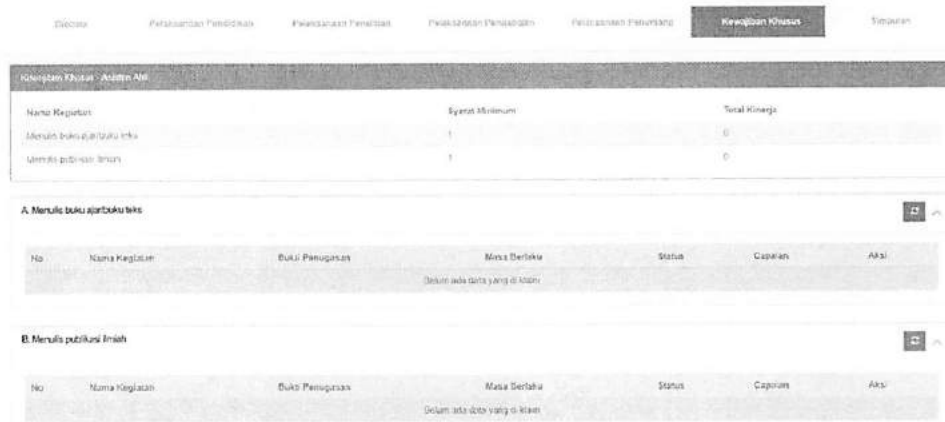 Pelaksanaan Pendidikan Pelaksanaan Penelitian Pelaksanaan Pengabdian Pelaksanaan Penunjang Kewajiban Khusus Simpulan
Kewajiban Khusus - Asisten Ahli
Nama Kegiatan Syarat Minimum Total Kinerja
Menulis buku ajar/buku teks 1 0
Menulis publikasi ilmiah 1 0
A. Menulis buku ajar/buku teks
No Nama Kegiatan Bukti Penugasan Masa Berlaku Status Capaian Aksi
Belum ada data yang di klaim
B. Menulis publikasi ilmiah
No Nama Kegiatan Bukti Penugasan Masa Berlaku Status Capaian Aksi
Belum ada data yang di klaim